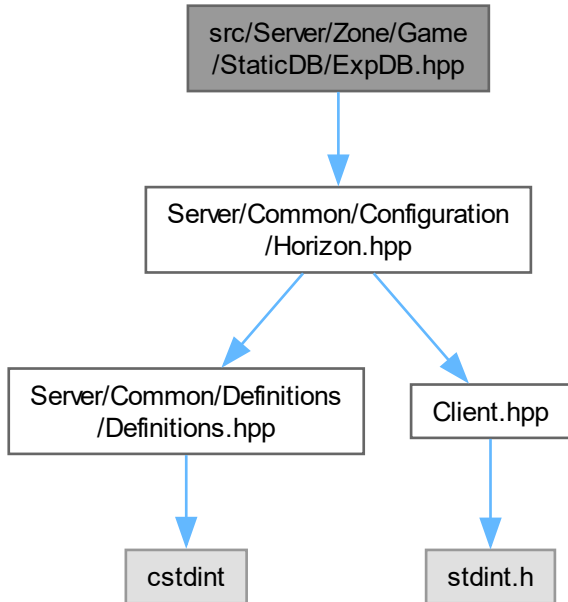 src/Server/Zone/Game
/StaticDB/ExpDB.hpp
Server/Common/Configuration
/Horizon.hpp
Server/Common/Definitions
/Definitions.hpp
Client.hpp
cstdint
stdint.h